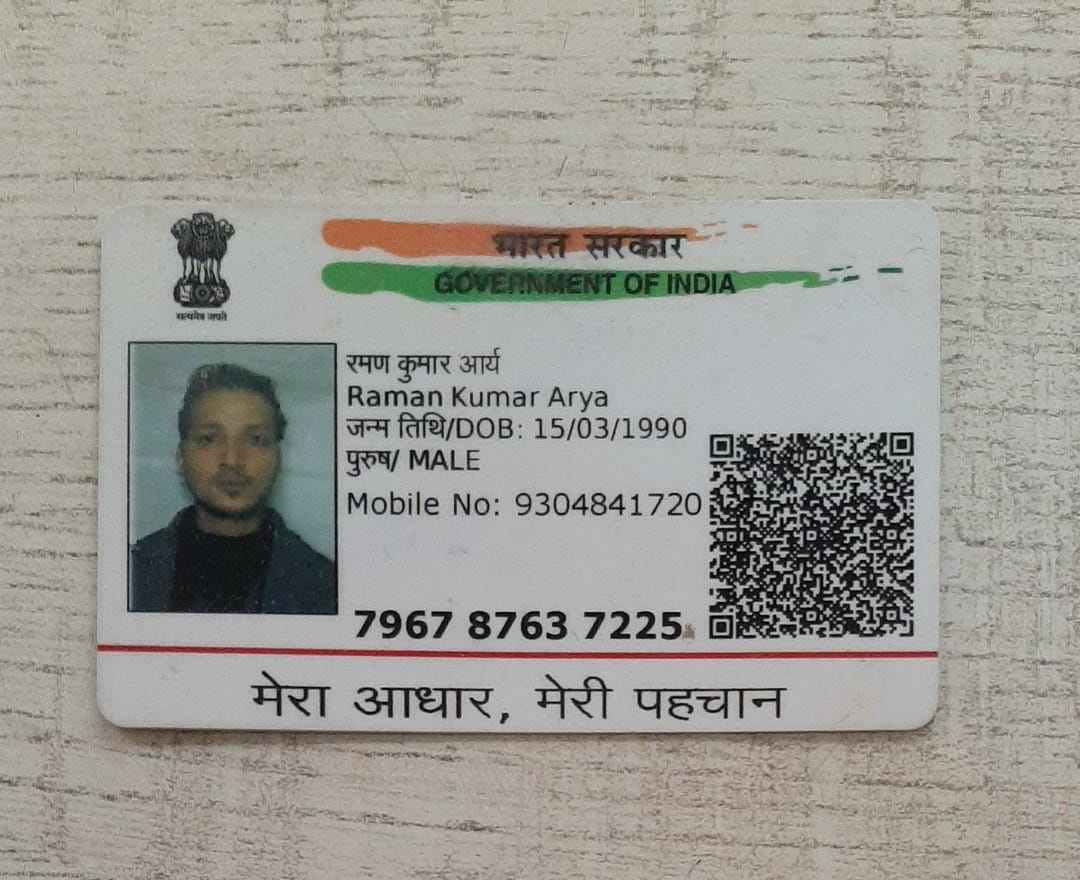 भारत सरकार
GOVERNMENT OF INDIA
सत्यमेव जयते
रमण कुमार आर्य
Raman Kumar Arya
जन्म तिथि/DOB: 15/03/1990
पुरुष/ MALE
Mobile No: 9304841720
7967 8763 7225
मेरा आधार, मेरी पहचान